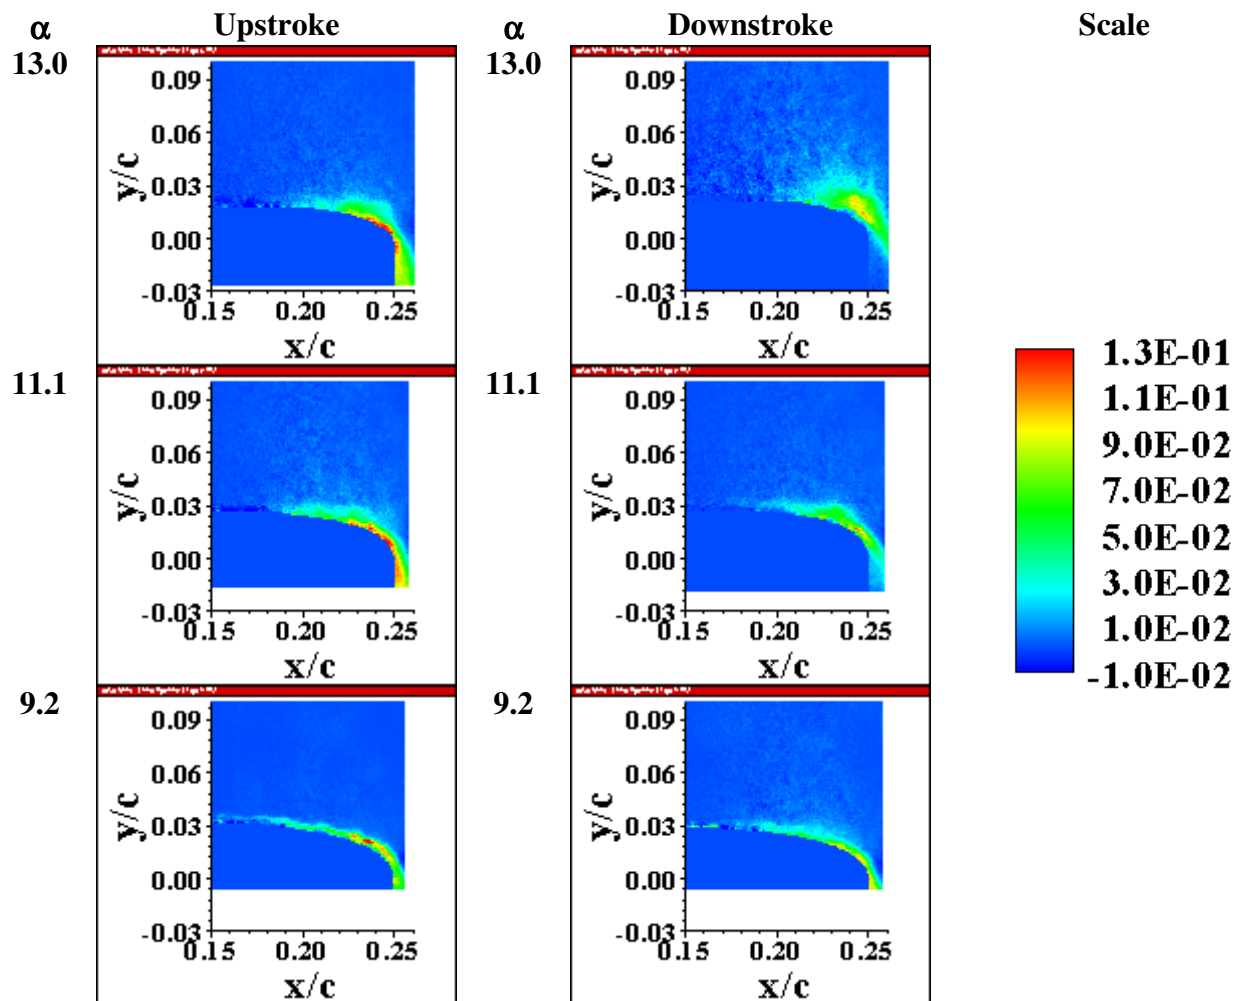 α Upstroke α Downstroke Scale
13.0 13.0
0.09 0.09
0.06 0.06
y/c y/c
0.03 0.03
0.00 0.00
-0.03 -0.03
0.15 0.20 0.25 0.15 0.20 0.25
x/c x/c
11.1 11.1
0.09 0.09
0.06 0.06
y/c y/c
0.03 0.03
0.00 0.00
-0.03 -0.03
0.15 0.20 0.25 0.15 0.20 0.25
x/c x/c
9.2 9.2
0.09 0.09
0.06 0.06
y/c y/c
0.03 0.03
0.00 0.00
-0.03 -0.03
0.15 0.20 0.25 0.15 0.20 0.25
x/c x/c
1.3E-01
1.1E-01
9.0E-02
7.0E-02
5.0E-02
3.0E-02
1.0E-02
-1.0E-02